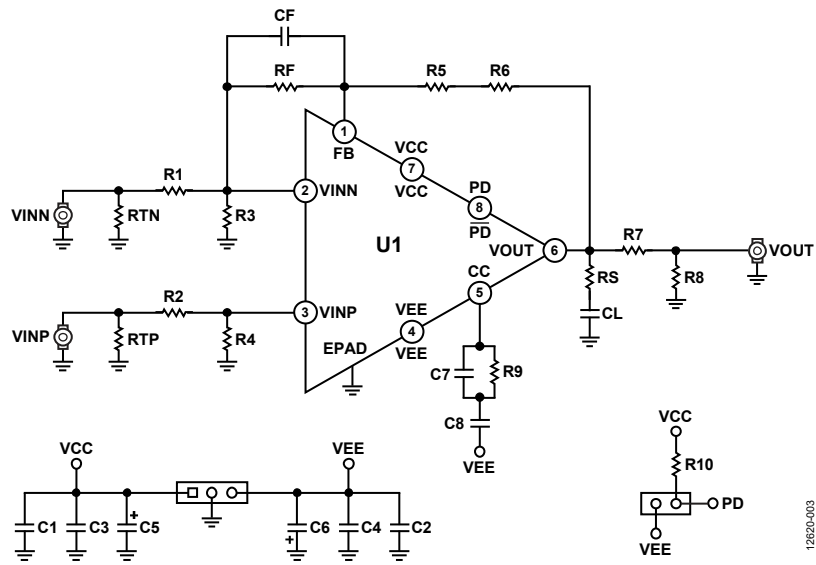 CF
RF
R5
R6
1
FB
VCC
7
VCC
PD
8
PD
R1
2
VINN
VINN
RTN
R3
U1
VOUT
6
R7
VOUT
RS
R8
CL
CC
5
R2
3
VINP
VINP
RTP
R4
VEE
4
VEE
EPAD
C7
R9
C8
VEE
VCC
VEE
C1
C3
+
C5
C6
+
C4
C2
VCC
R10
PD
VEE
12620-003